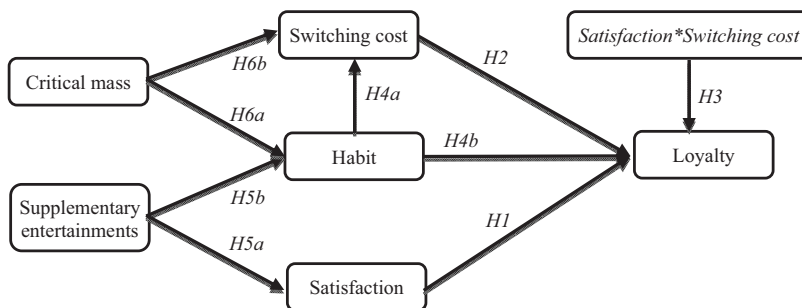 Switching cost
Satisfaction*Switching cost
H6b
H2
Critical mass
H4a
H3
H6a
Habit
H4b
Loyalty
H5b
Supplementary
entertainments
H1
H5a
Satisfaction